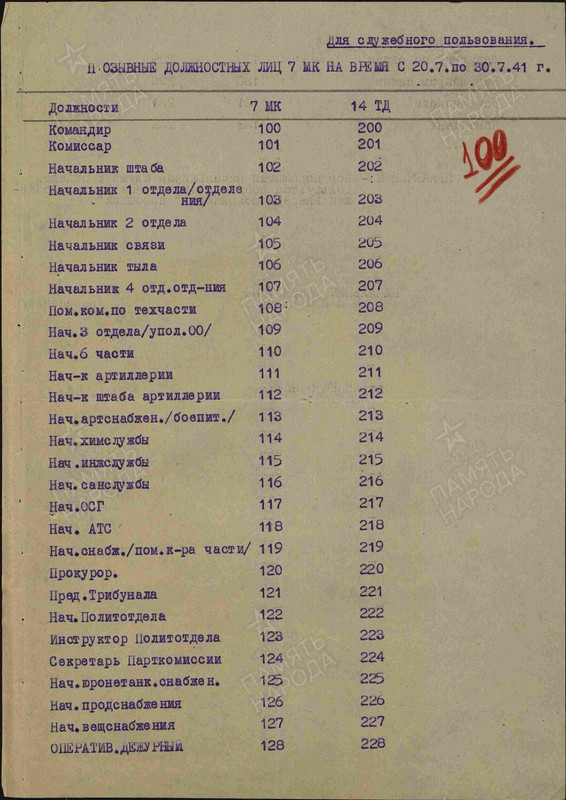 Для служебного пользования.
ПОЗЫВНЫЕ ДОЛЖНОСТНЫХ ЛИЦ 7 МК НА ВРЕМЯ С 20.7.по 30.7.41 г.
Должности 7 МК 14 ТД
Командир 100 200
Комиссар 101 201
100
Начальник штаба 102 202
Начальник 1 отдела/отделе
ния/ 103 203
Начальник 2 отдела 104 204
Начальник связи 105 205
Начальник тыла 106 206
Начальник 4 отд.отд-ния 107 207
Пом.ком.по техчасти 108 208
Нач.3 отдела/упол.ОО/ 109 209
Нач.6 части 110 210
Нач-к артиллерии 111 211
Нач-к штаба артиллерии 112 212
Нач.артснабжен./боепит./ 113 213
Нач.химслужбы 114 214
Нач.инжслужбы 115 215
Нач.санслужбы 116 216
Нач.ОСГ 117 217
Нач. АТС 118 218
Нач.снабж./пом.к-ра части/ 119 219
Прокурор. 120 220
Пред.Трибунала 121 221
Нач.Политотдела 122 222
Инструктор Политотдела 123 223
Секретарь Парткомиссии 124 224
Нач.юронетанк.снабжен. 125 225
Нач.продснабжения 126 226
Нач.вещснабжения 127 227
ОПЕРАТИВ.ДЕЖУРНЫЙ 128 228
ПАМЯТЬ НАРОДА